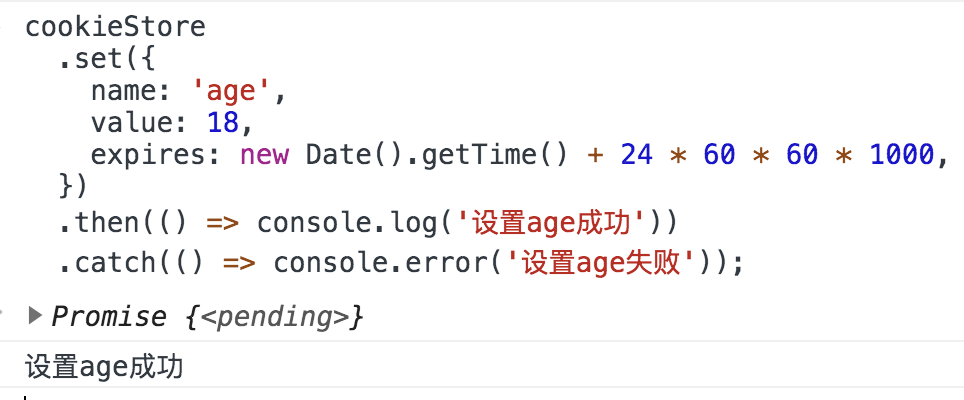 cookieStore
.set({
name: 'age',
value: 18,
expires: new Date().getTime() + 24 * 60 * 60 * 1000,
})
.then(() => console.log('设置age成功'))
.catch(() => console.error('设置age失败'));
Promise {<pending>}
设置age成功